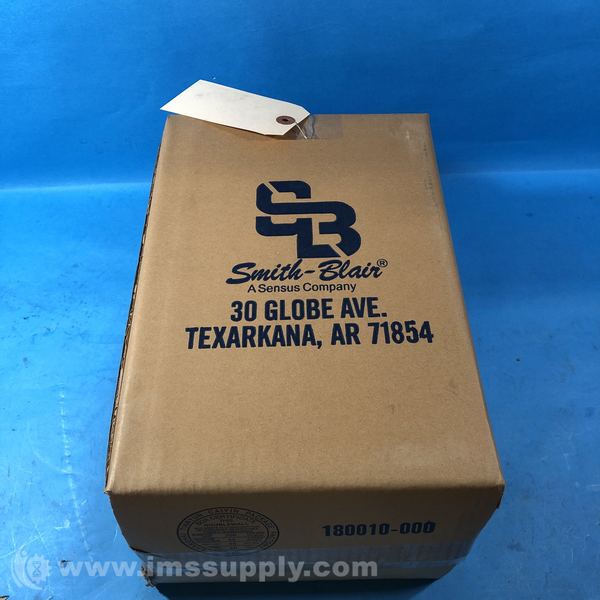 SB
Smith-Blair®
A Sensus Company
30 GLOBE AVE.
TEXARKANA, AR 71854
180010-000
www.imssupply.com